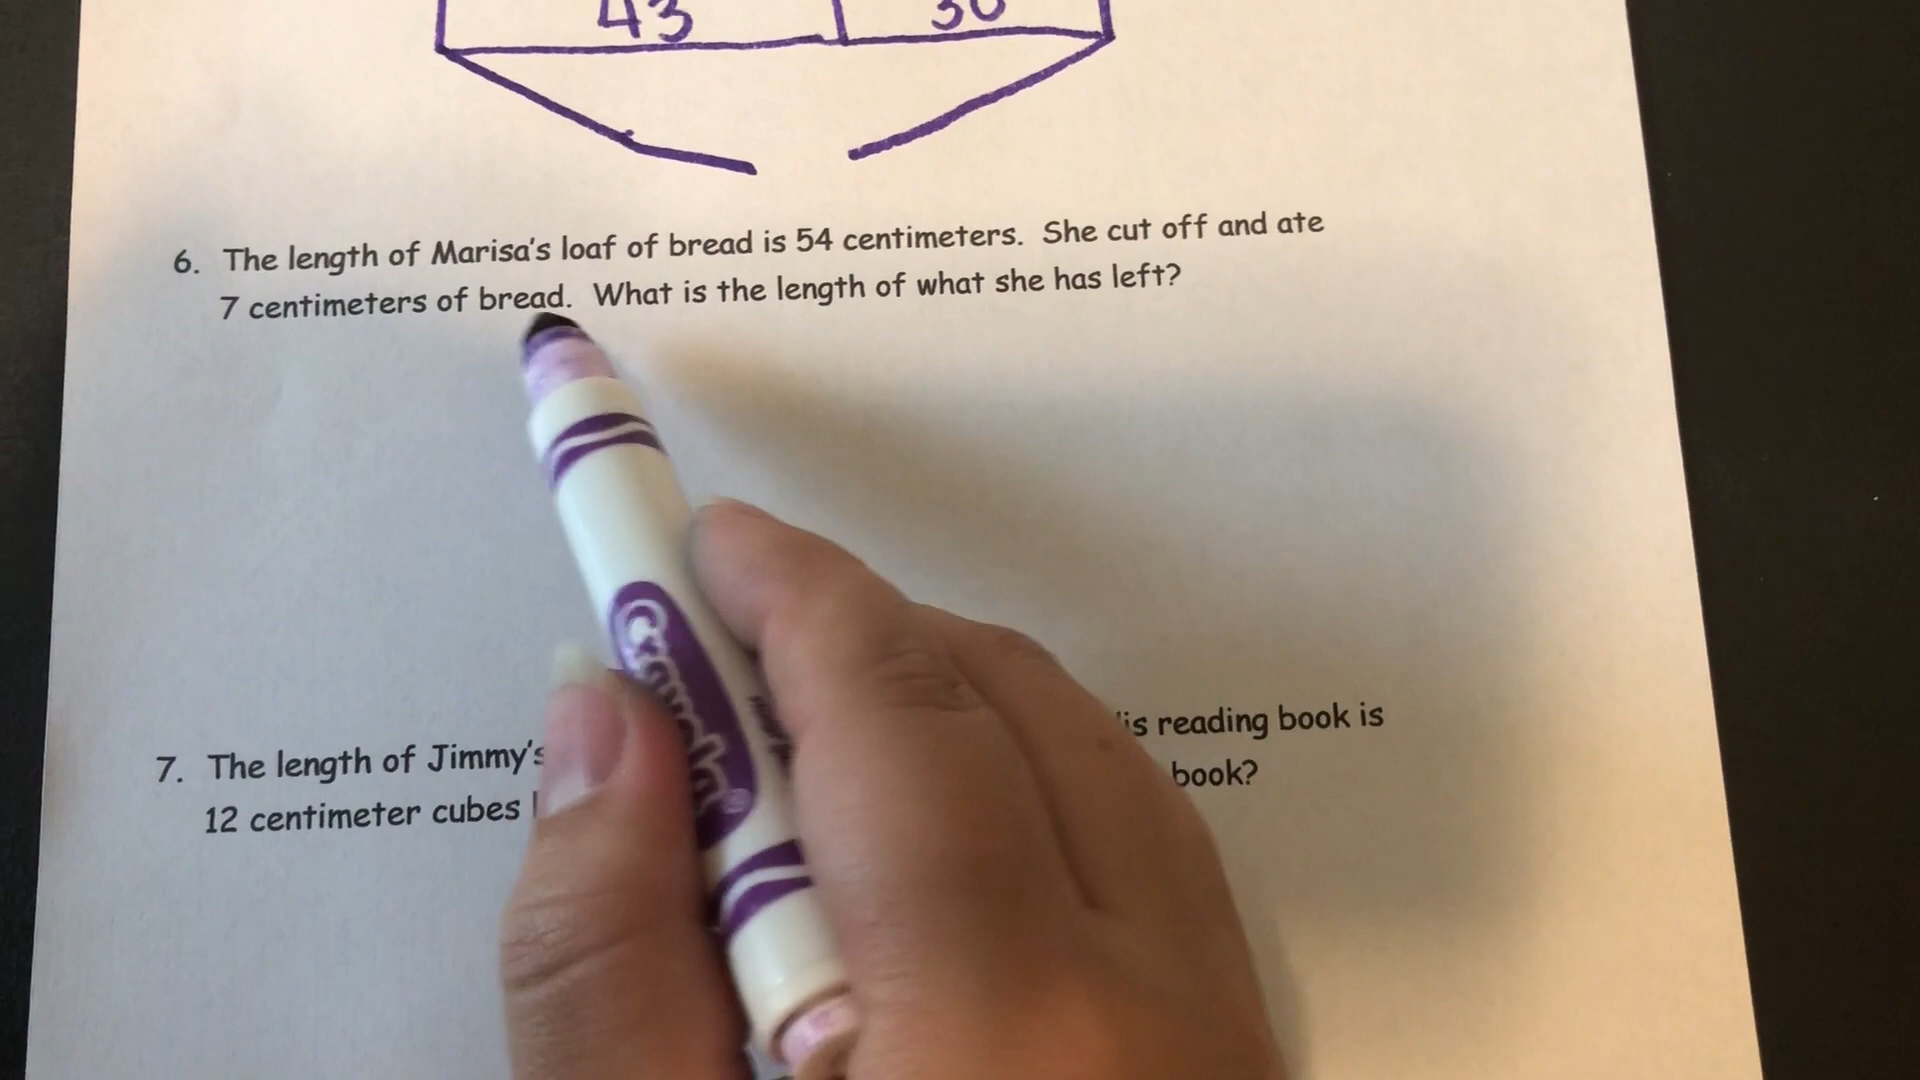 43 30
6. The length of Marisa's loaf of bread is 54 centimeters. She cut off and ate
7 centimeters of bread. What is the length of what she has left?
Crayola®
7. The length of Jimmy's is reading book is
12 centimeter cubes book?